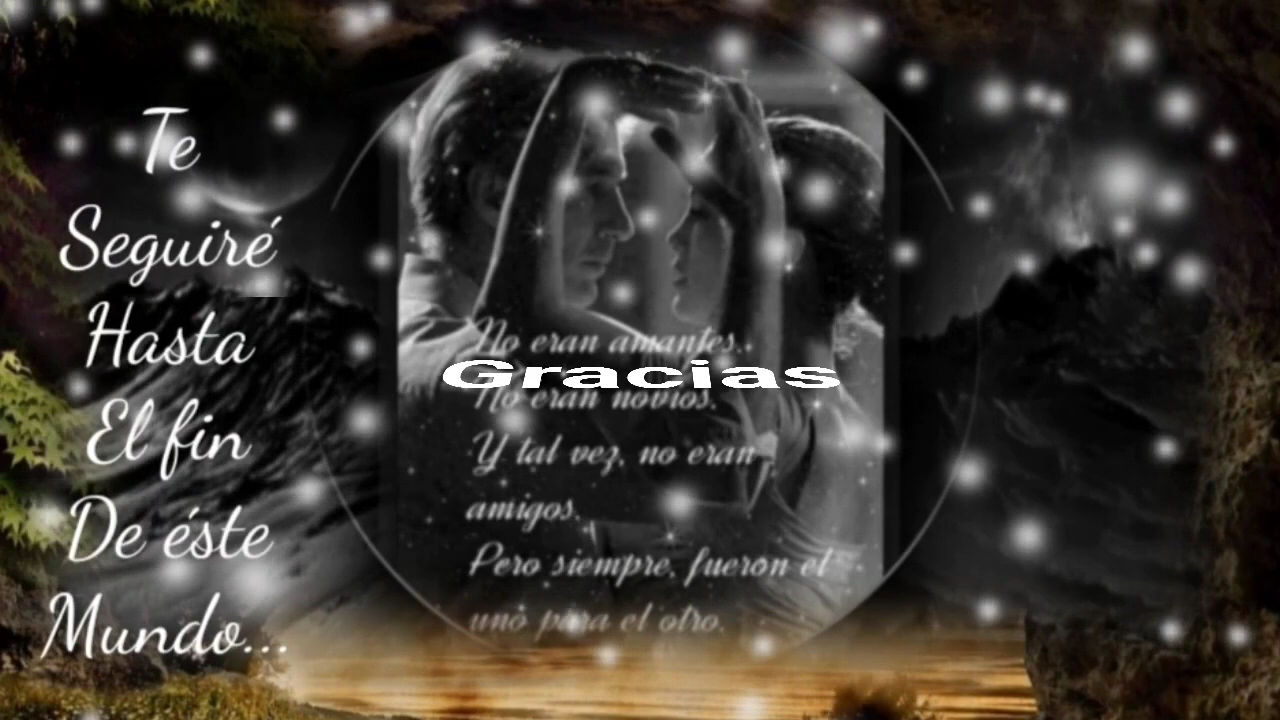 Te
Seguiré
Hasta
El fin
De éste
Mundo...
No eran amantes..
Gracias
No eran novios.
Y tal vez, no eran
amigos.
Pero siempre, fueron el
uno para el otro.